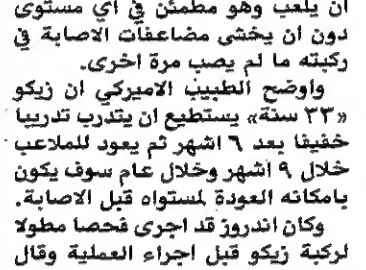 ان يلعب وهو مطمئن في اي مستوى
دون ان يخشى مضاعفات الاصابة في
ركبته ما لم يصب مرة اخرى.
واوضح الطبيب الاميركي ان زيكو
«٣٣ سنة» يستطيع ان يتدرب تدريبا
خفيفا بعد ٦ اشهر ثم يعود للملاعب
خلال ٩ اشهر وخلال عام سوف يكون
بامكانه العودة لمستواه قبل الاصابة.
وكان اندروز قد اجرى فحصا مطولا
لركبة زيكو قبل اجراء العملية وقال